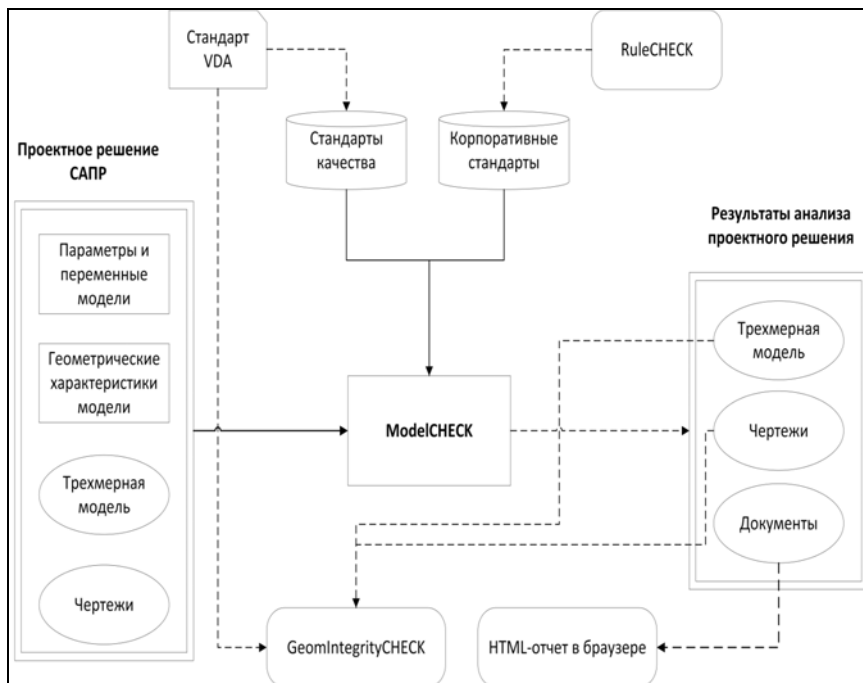 Стандарт
VDA
RuleCHECK
Стандарты
качества
Корпоративные
стандарты
Проектное решение
САПР
Параметры и
переменные
модели
Геометрические
характеристики
модели
Трехмерная
модель
Чертежи
ModelCHECK
Результаты анализа
проектного решения
Трехмерная
модель
Чертежи
Документы
GeomIntegrityCHECK
HTML-отчет в браузере